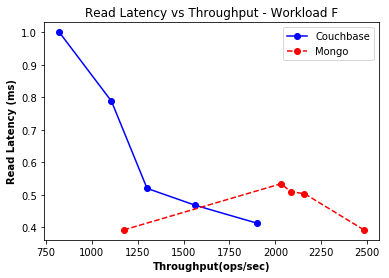 Read Latency vs Throughput - Workload F
Couchbase
Mongo
Read Latency (ms)
1.0
0.9
0.8
0.7
0.6
0.5
0.4
750 1000 1250 1500 1750 2000 2250 2500
Throughput(ops/sec)